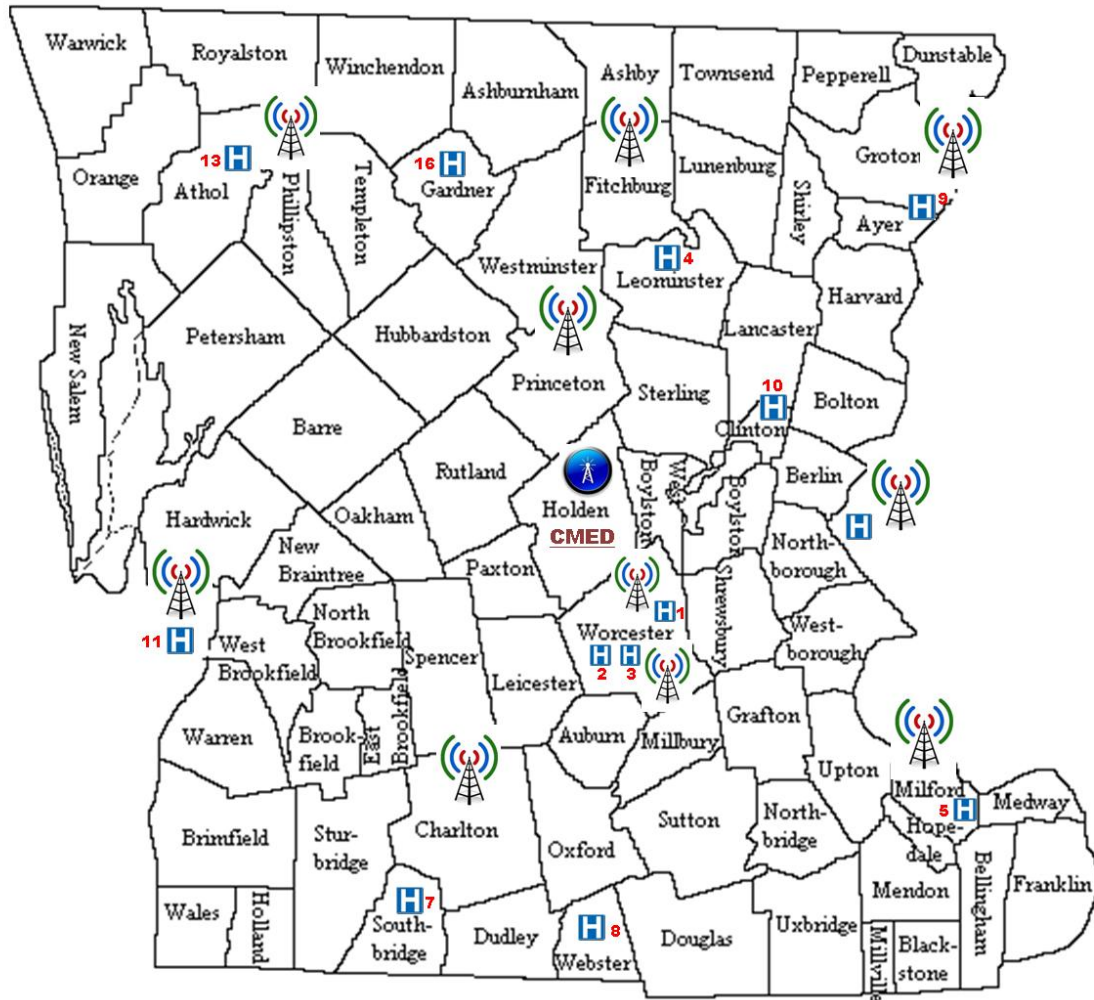 Warwick
Royalston
Winchendon
Ashburnham
Ashby
Townsend
Pepperell
Dunstable
Orange
13 H
Athol
Phillipston
Templeton
16 H
Gardner
Fitchburg
Lunenburg
Shirley
Groton
H 9
Ayer
Westminster
H 4
Leominster
Harvard
New Salem
Petersham
Hubbardston
Princeton
Sterling
Lancaster
10
H
Clinton
Bolton
Barre
Rutland
Holden
CMED
West
Boylston
Boylston
Berlin
H
Hardwick
Oakham
New
Braintree
Paxton
North-
borough
11 H
West
Brookfield
North
Brookfield
Spencer
Leicester
H 1
Worcester
H H
2 3
Shrewsbury
West-
borough
Warren
Brook-
field
East
Brookfield
Auburn
Millbury
Grafton
Upton
Milford
5 H
Medway
Hope-
dale
Brimfield
Stur-
bridge
Charlton
Oxford
Sutton
North-
bridge
Mendon
Bellingham
Franklin
Wales
Holland
H 7
South-
bridge
Dudley
H 8
Webster
Douglas
Uxbridge
Millville
Black-
stone